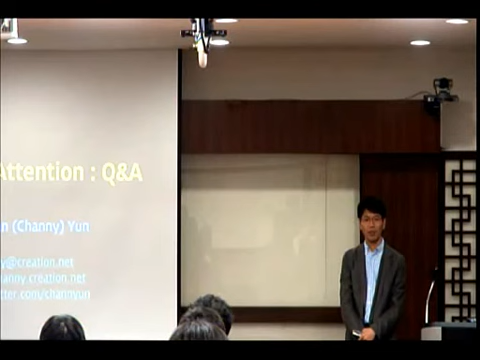 Attention : Q&A
n (Channy) Yun
y@creation.net
hanny.creation.net
tter.com/channyun